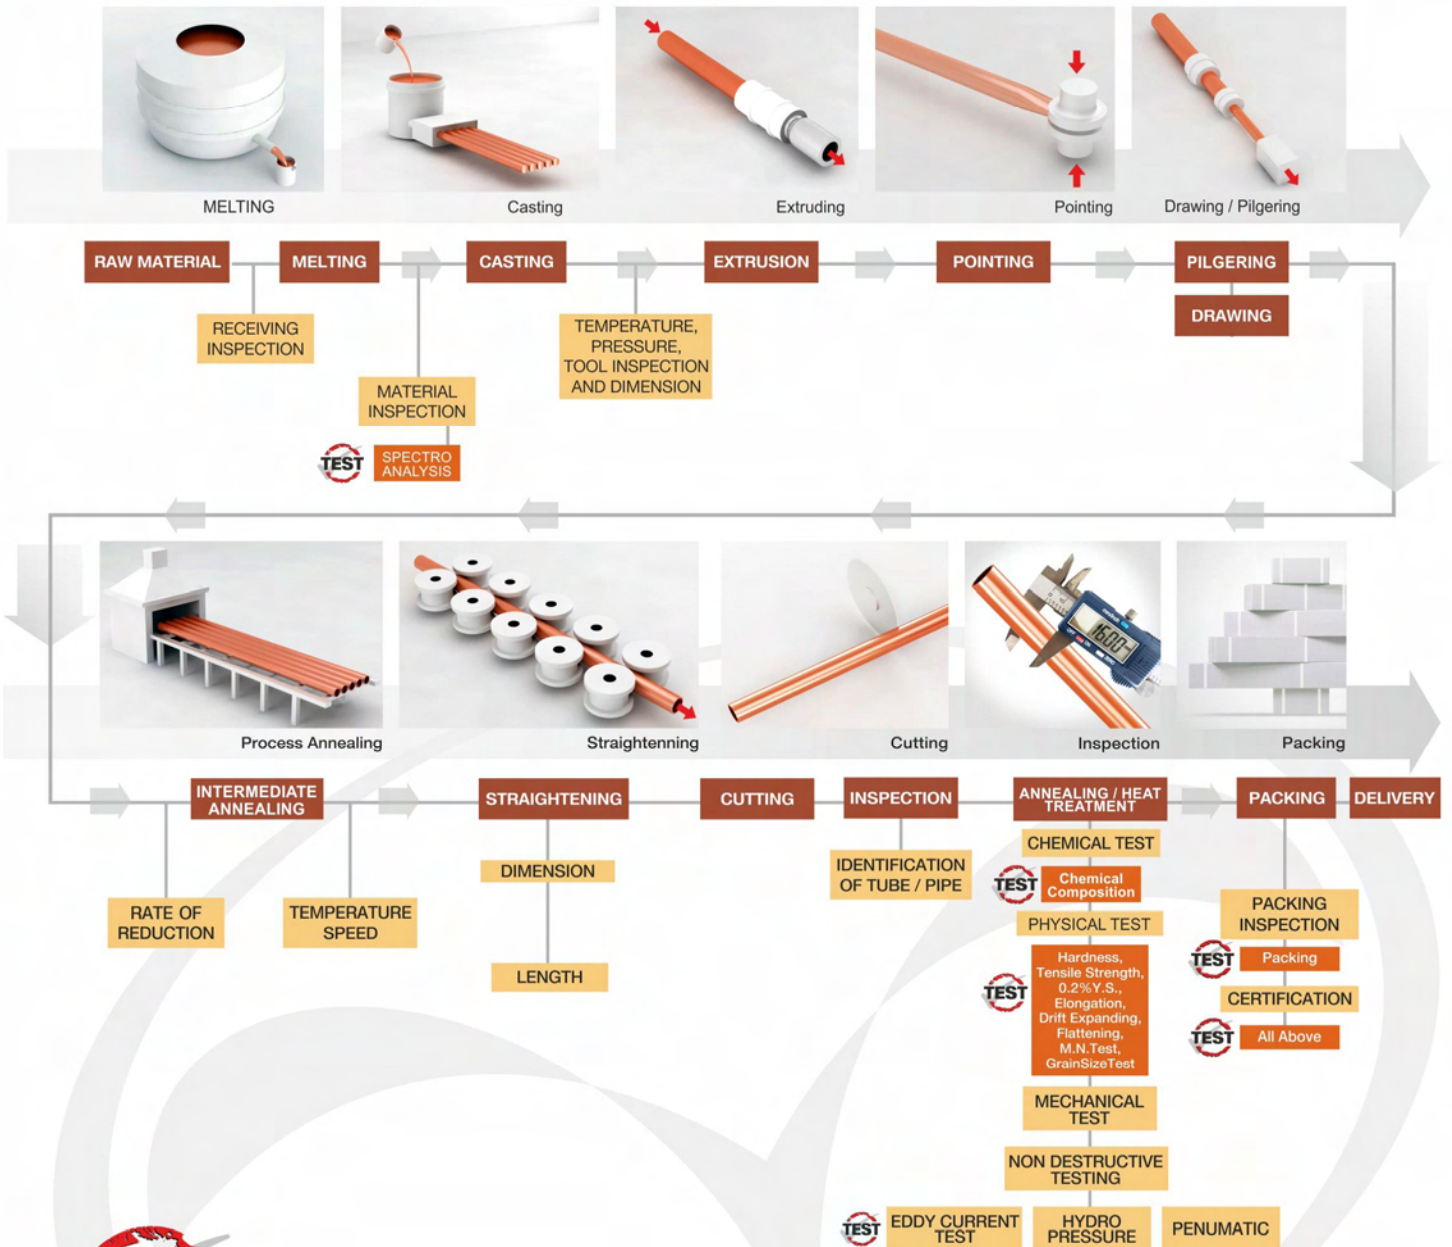 MELTING
Casting
Extruding
Pointing
Drawing / Pilgering
RAW MATERIAL
MELTING
CASTING
EXTRUSION
POINTING
PILGERING
DRAWING
RECEIVING
INSPECTION
TEMPERATURE,
PRESSURE,
TOOL INSPECTION
AND DIMENSION
MATERIAL
INSPECTION
TEST
SPECTRO
ANALYSIS
16.00
Process Annealing
Straightenning
Cutting
Inspection
Packing
INTERMEDIATE
ANNEALING
STRAIGHTENING
CUTTING
INSPECTION
ANNEALING / HEAT
TREATMENT
PACKING
DELIVERY
RATE OF
REDUCTION
TEMPERATURE
SPEED
DIMENSION
LENGTH
IDENTIFICATION
OF TUBE / PIPE
CHEMICAL TEST
TEST
Chemical
Composition
PHYSICAL TEST
TEST
Hardness,
Tensile Strength,
0.2%Y.S.,
Elongation,
Drift Expanding,
Flattening,
M.N.Test,
GrainSizeTest
MECHANICAL
TEST
NON DESTRUCTIVE
TESTING
TEST
EDDY CURRENT
TEST
HYDRO
PRESSURE
PENUMATIC
PACKING
INSPECTION
TEST
Packing
CERTIFICATION
TEST
All Above